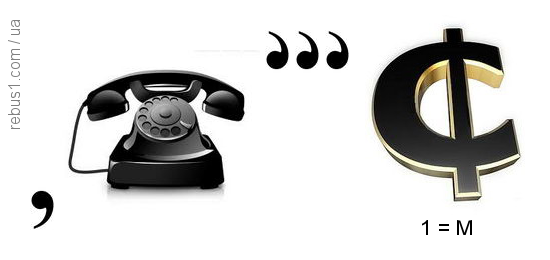 rebus1.com/ua
,,,
¢
,
1 = М